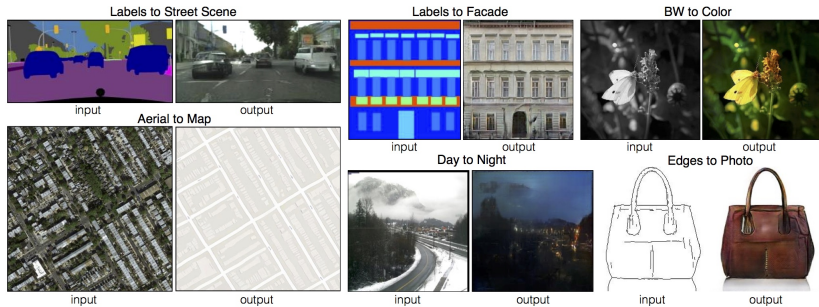 Labels to Street Scene
input output
Aerial to Map
input output
Labels to Facade
input output
BW to Color
input output
Day to Night
input output
Edges to Photo
input output